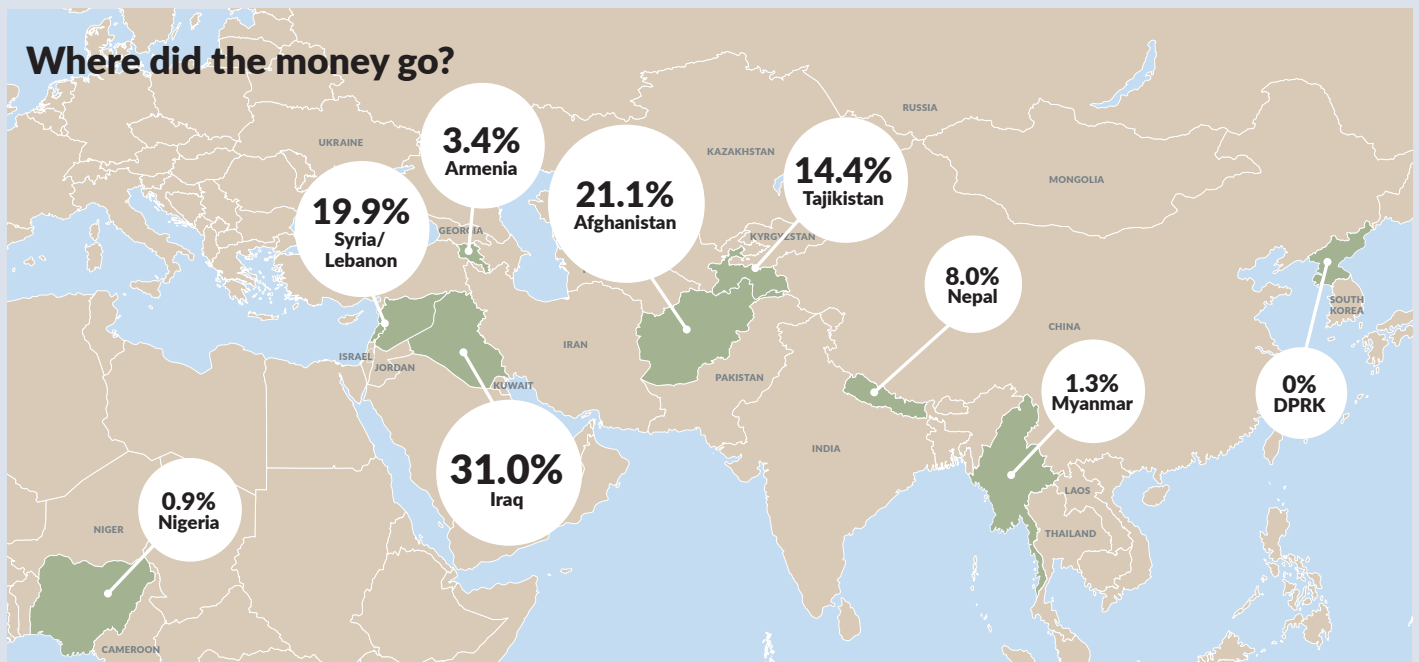 Where did the money go?
RUSSIA
UKRAINE
3.4%
Armenia
KAZAKHSTAN
14.4%
Tajikistan
MONGOLIA
21.1%
Afghanistan
19.9%
Syria/
Lebanon
GEORGIA
KYRGYZSTAN
8.0%
Nepal
SOUTH
KOREA
CHINA
IRAN
ISRAEL
JORDAN
KUWAIT
PAKISTAN
1.3%
Myanmar
0%
DPRK
INDIA
31.0%
Iraq
LAOS
0.9%
Nigeria
NIGER
THAILAND
CAMEROON